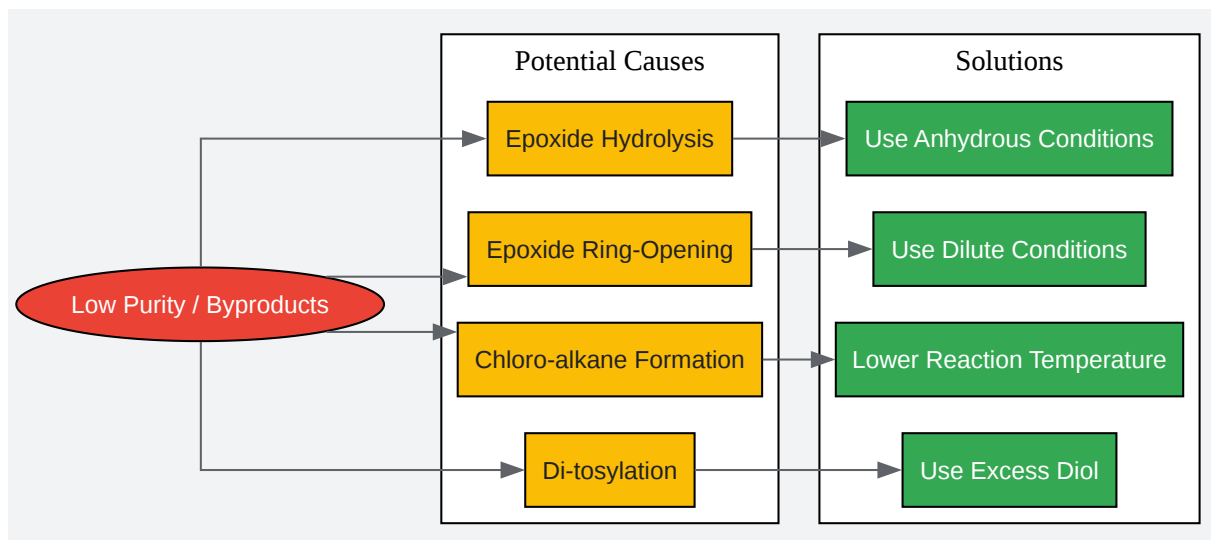 Potential Causes
Solutions
Epoxide Hydrolysis
Use Anhydrous Conditions
Epoxide Ring-Opening
Use Dilute Conditions
Low Purity / Byproducts
Chloro-alkane Formation
Lower Reaction Temperature
Di-tosylation
Use Excess Diol